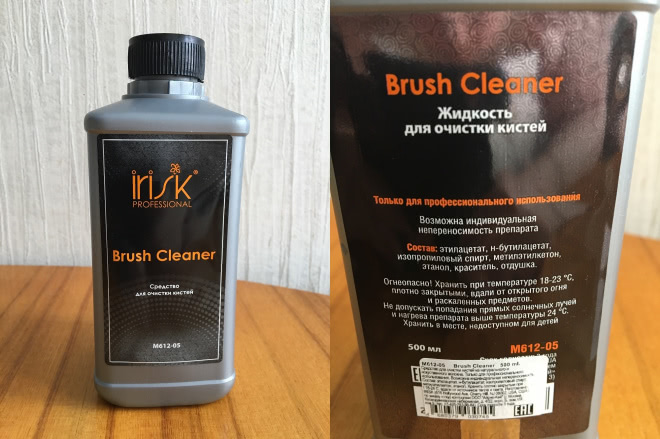 irisk®
PROFESSIONAL
Brush Cleaner
Средство
для очистки кистей
M612-05
Brush Cleaner
Жидкость
для очистки кистей
Только для профессионального использования
Возможна индивидуальная
непереносимость препарата
Состав: этилацетат, н-бутилацетат,
изопропиловый спирт, метилэтилкетон,
этанол, краситель, отдушка.
Огнеопасно! Хранить при температуре 18-23 °С,
плотно закрытыми, вдали от открытого огня
и раскаленных предметов.
Не допускать попадания прямых солнечных лучей
и нагрева препарата выше температуры 24 °С.
Хранить в месте, недоступном для детей
500 мл
M612-05
M612-05 Brush Cleaner 500 ml
EAC